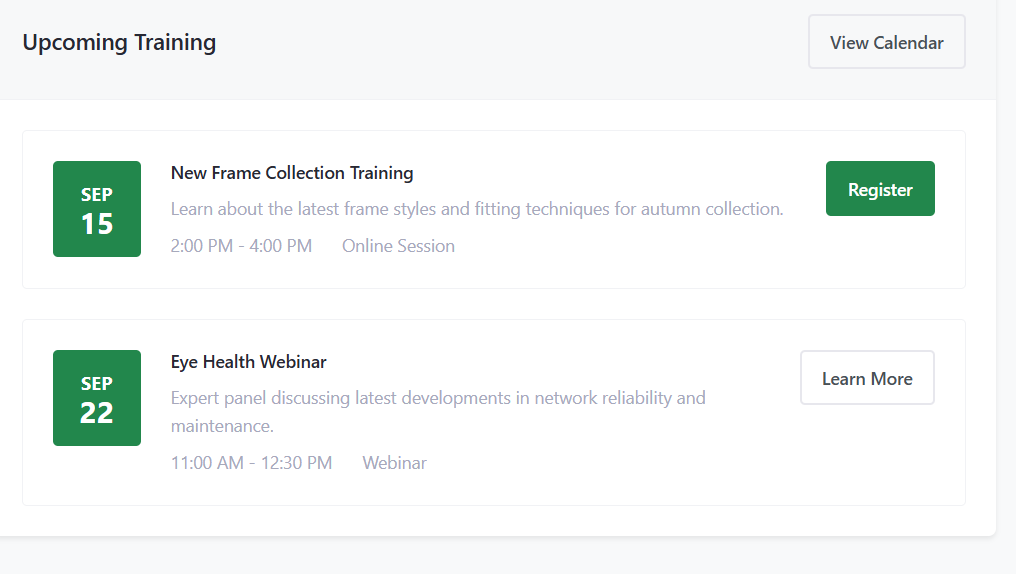 Upcoming Training
View Calendar
SEP
15
New Frame Collection Training
Learn about the latest frame styles and fitting techniques for autumn collection.
2:00 PM - 4:00 PM Online Session
Register
SEP
22
Eye Health Webinar
Expert panel discussing latest developments in network reliability and
maintenance.
11:00 AM - 12:30 PM Webinar
Learn More